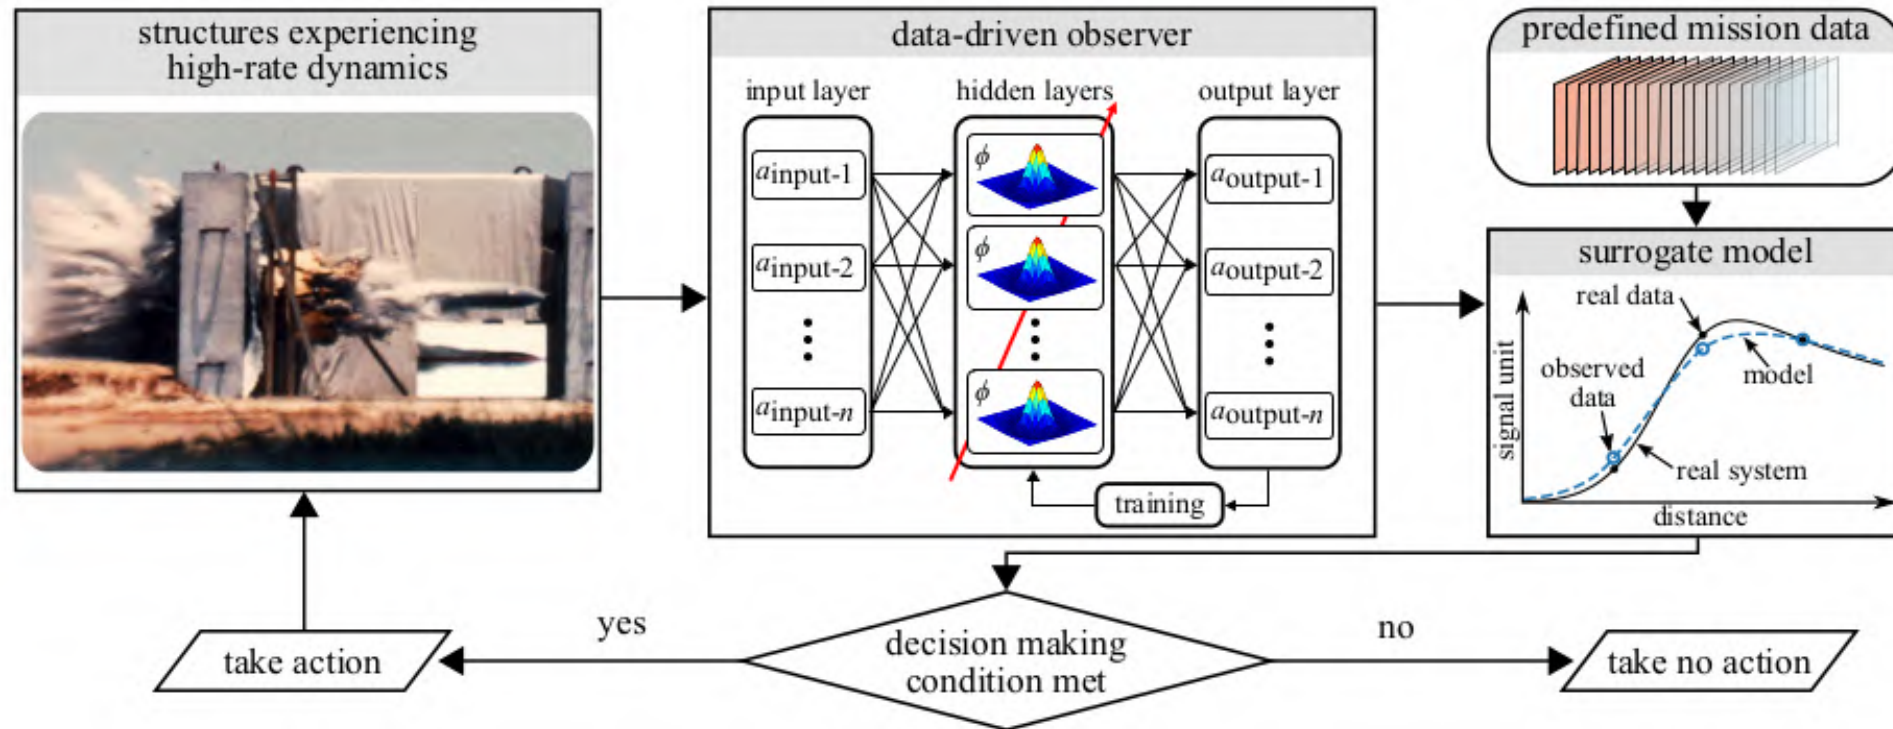 structures experiencing
high-rate dynamics
data-driven observer
input layer
hidden layers
output layer
ainput-1
ainput-2
ainput-n
ϕ
ϕ
ϕ
aoutput-1
aoutput-2
aoutput-n
training
predefined mission data
surrogate model
real data
observed
data
model
real system
signal unit
distance
decision making
condition met
yes
no
take action
take no action